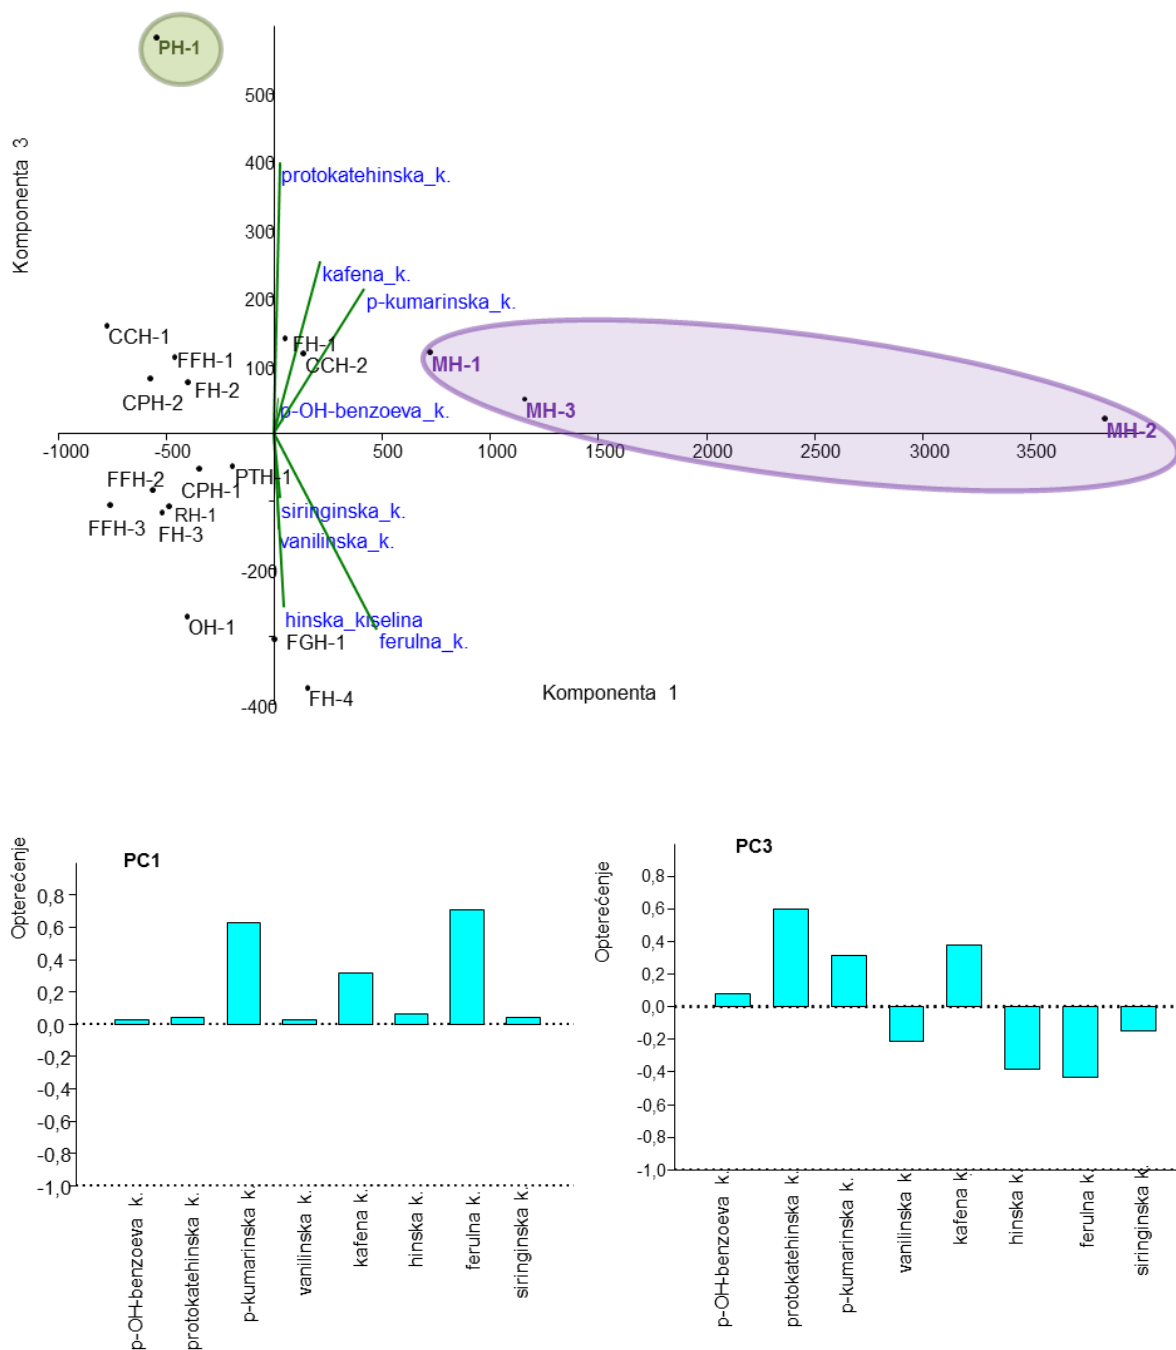 PH-1
500
Komponenta 3
400
protokatehinska_k.
300
kafena_k.
200
p-kumarinska_k.
CCH-1
FH-1
FFH-1
CCH-2
100
MH-1
CPH-2
FH-2
p-OH-benzoeva_k.
MH-3
MH-2
-1000
-500
500
1000
1500
2000
2500
3000
3500
FFH-2
CPH-1
PTH-1
FFH-3
RH-1
FH-3
siringinska_k.
vanilinska_k.
-200
OH-1
hinska_kiselina
FGH-1
ferulna_k.
FH-4
Komponenta 1
-400
PC1
Opterećenje
0,8
0,6
0,4
0,2
0,0
-0,2
-0,4
-0,6
-0,8
-1,0
p-OH-benzoeva k.
protokatehinska k.
p-kumarinska k.
vanilinska k.
kafena k.
hinska k.
ferulna k.
siringinska k.
PC3
Opterećenje
0,8
0,6
0,4
0,2
0,0
-0,2
-0,4
-0,6
-0,8
-1,0
p-OH-benzoeva k.
protokatehinska k.
p-kumarinska k.
vanilinska k.
kafena k.
hinska k.
ferulna k.
siringinska k.